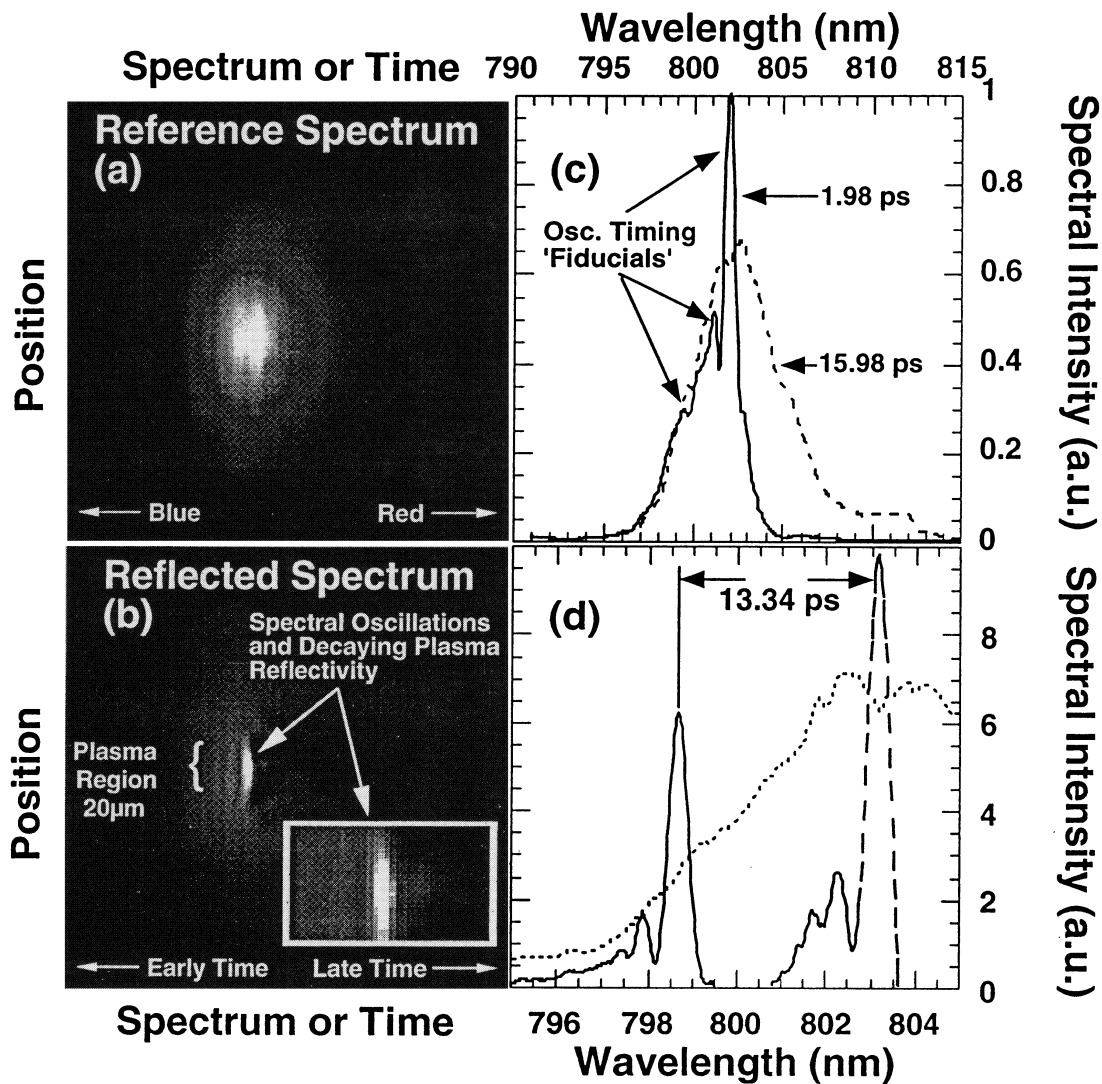 Wavelength (nm)
Spectrum or Time
790 795 800 805 810 815
Reference Spectrum
(a)
Position
Blue
Red
(c)
1.98 ps
Osc. Timing
'Fiducials'
15.98 ps
1
0.8
0.6
0.4
0.2
0
Spectral Intensity (a.u.)
Reflected Spectrum
(b)
Spectral Oscillations
and Decaying Plasma
Reflectivity
Plasma
Region
20µm
{
Position
Early Time
Late Time
Spectrum or Time
13.34 ps
(d)
8
6
4
2
0
Spectral Intensity (a.u.)
796 798 800 802 804
Wavelength (nm)